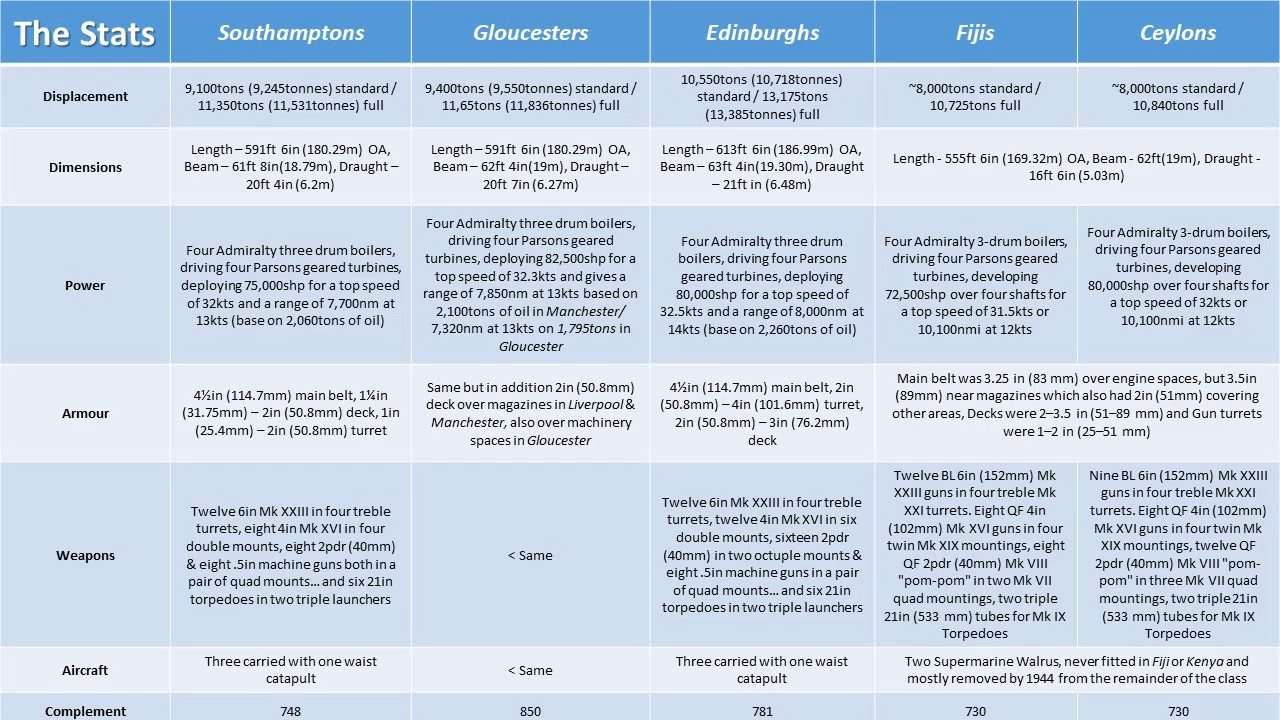 The Stats
Southamptons
Gloucesters
Edinburghs
Fijis
Ceylons
Displacement
9,100tons (9,245tonnes) standard /
11,350tons (11,531tonnes) full
9,400tons (9,550tonnes) standard /
11,65tons (11,836tonnes) full
10,550tons (10,718tonnes)
standard / 13,175tons
(13,385tonnes) full
~8,000tons standard /
10,725tons full
~8,000tons standard /
10,840tons full
Dimensions
Length – 591ft 6in (180.29m) OA,
Beam – 61ft 8in(18.79m), Draught –
20ft 4in (6.2m)
Length – 591ft 6in (180.29m) OA,
Beam – 62ft 4in(19m), Draught –
20ft 7in (6.27m)
Length – 613ft 6in (186.99m) OA,
Beam – 63ft 4in(19.30m), Draught
– 21ft in (6.48m)
Length - 555ft 6in (169.32m) OA, Beam - 62ft(19m), Draught -
16ft 6in (5.03m)
Power
Four Admiralty three drum boilers,
driving four Parsons geared turbines,
deploying 75,000shp for a top speed
of 32kts and a range of 7,700nm at
13kts (base on 2,060tons of oil)
Four Admiralty three drum boilers,
driving four Parsons geared
turbines, deploying 82,500shp for a
top speed of 32.3kts and gives a
range of 7,850nm at 13kts based on
2,100tons of oil in Manchester/
7,320nm at 13kts on 1,795tons in
Gloucester
Four Admiralty three drum
boilers, driving four Parsons
geared turbines, deploying
80,000shp for a top speed of
32.5kts and a range of 8,000nm at
14kts (base on 2,260tons of oil)
Four Admiralty 3-drum boilers,
driving four Parsons geared
turbines, developing
72,500shp over four shafts for
a top speed of 31.5kts or
10,100nmi at 12kts
Four Admiralty 3-drum boilers,
driving four Parsons geared
turbines, developing
80,000shp over four shafts for
a top speed of 32kts or
10,100nmi at 12kts
Armour
4½in (114.7mm) main belt, 1¼in
(31.75mm) – 2in (50.8mm) deck, 1in
(25.4mm) – 2in (50.8mm) turret
Same but in addition 2in (50.8mm)
deck over magazines in Liverpool &
Manchester, also over machinery
spaces in Gloucester
4½in (114.7mm) main belt, 2in
(50.8mm) – 4in (101.6mm) turret,
2in (50.8mm) – 3in (76.2mm)
deck
Main belt was 3.25 in (83 mm) over engine spaces, but 3.5in
(89mm) near magazines which also had 2in (51mm) covering
other areas, Decks were 2–3.5 in (51–89 mm) and Gun turrets
were 1–2 in (25–51 mm)
Weapons
Twelve 6in Mk XXIII in four treble
turrets, eight 4in Mk XVI in four
double mounts, eight 2pdr (40mm)
& eight .5in machine guns both in a
pair of quad mounts... and six 21in
torpedoes in two triple launchers
< Same
Twelve 6in Mk XXIII in four treble
turrets, twelve 4in Mk XVI in six
double mounts, sixteen 2pdr
(40mm) in two octuple mounts &
eight .5in machine guns in a pair
of quad mounts... and six 21in
torpedoes in two triple launchers
Twelve BL 6in (152mm) Mk
XXIII guns in four treble Mk
XXI turrets. Eight QF 4in
(102mm) Mk XVI guns in four
twin Mk XIX mountings, eight
QF 2pdr (40mm) Mk VIII
"pom-pom" in two Mk VII
quad mountings, two triple
21in (533 mm) tubes for Mk IX
Torpedoes
Nine BL 6in (152mm) Mk XXIII
guns in four treble Mk XXI
turrets. Eight QF 4in (102mm)
Mk XVI guns in four twin Mk
XIX mountings, twelve QF
2pdr (40mm) Mk VIII "pom-
pom" in three Mk VII quad
mountings, two triple 21in
(533 mm) tubes for Mk IX
Torpedoes
Aircraft
Three carried with one waist
catapult
< Same
Three carried with one waist
catapult
Two Supermarine Walrus, never fitted in Fiji or Kenya and
mostly removed by 1944 from the remainder of the class
Complement
748
850
781
730
730